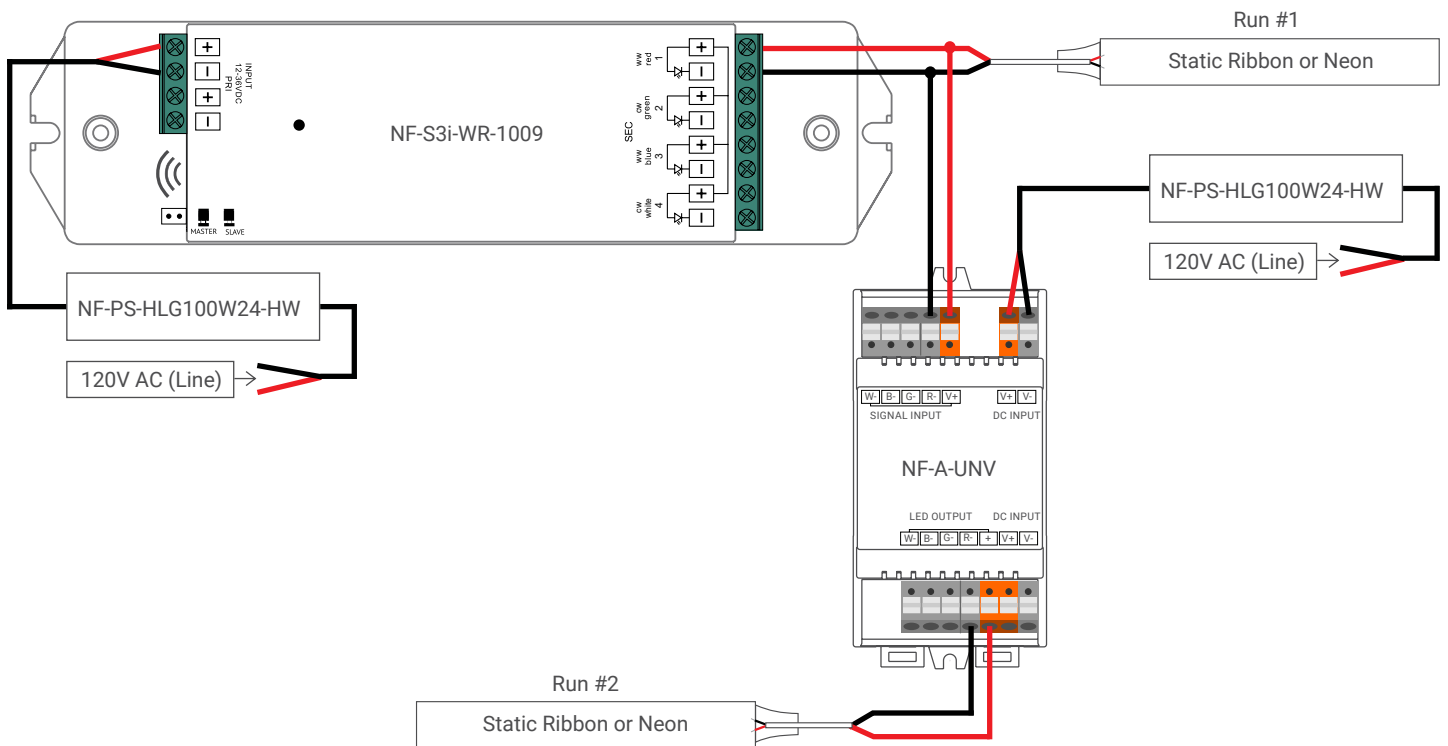 Run #1
Static Ribbon or Neon
+
−
+
−
INPUT
12-36VDC
PRI
NF-S3i-WR-1009
SEC
ww
red
1
+
−
cw
green
2
+
−
ww
blue
3
+
−
cw
white
4
+
−
MASTER
SLAVE
NF-PS-HLG100W24-HW
120V AC (Line)
NF-PS-HLG100W24-HW
120V AC (Line)
W- B- G- R- V+ V+ V-
SIGNAL INPUT DC INPUT
NF-A-UNV
LED OUTPUT DC INPUT
W- B- G- R- + V+ V-
Run #2
Static Ribbon or Neon